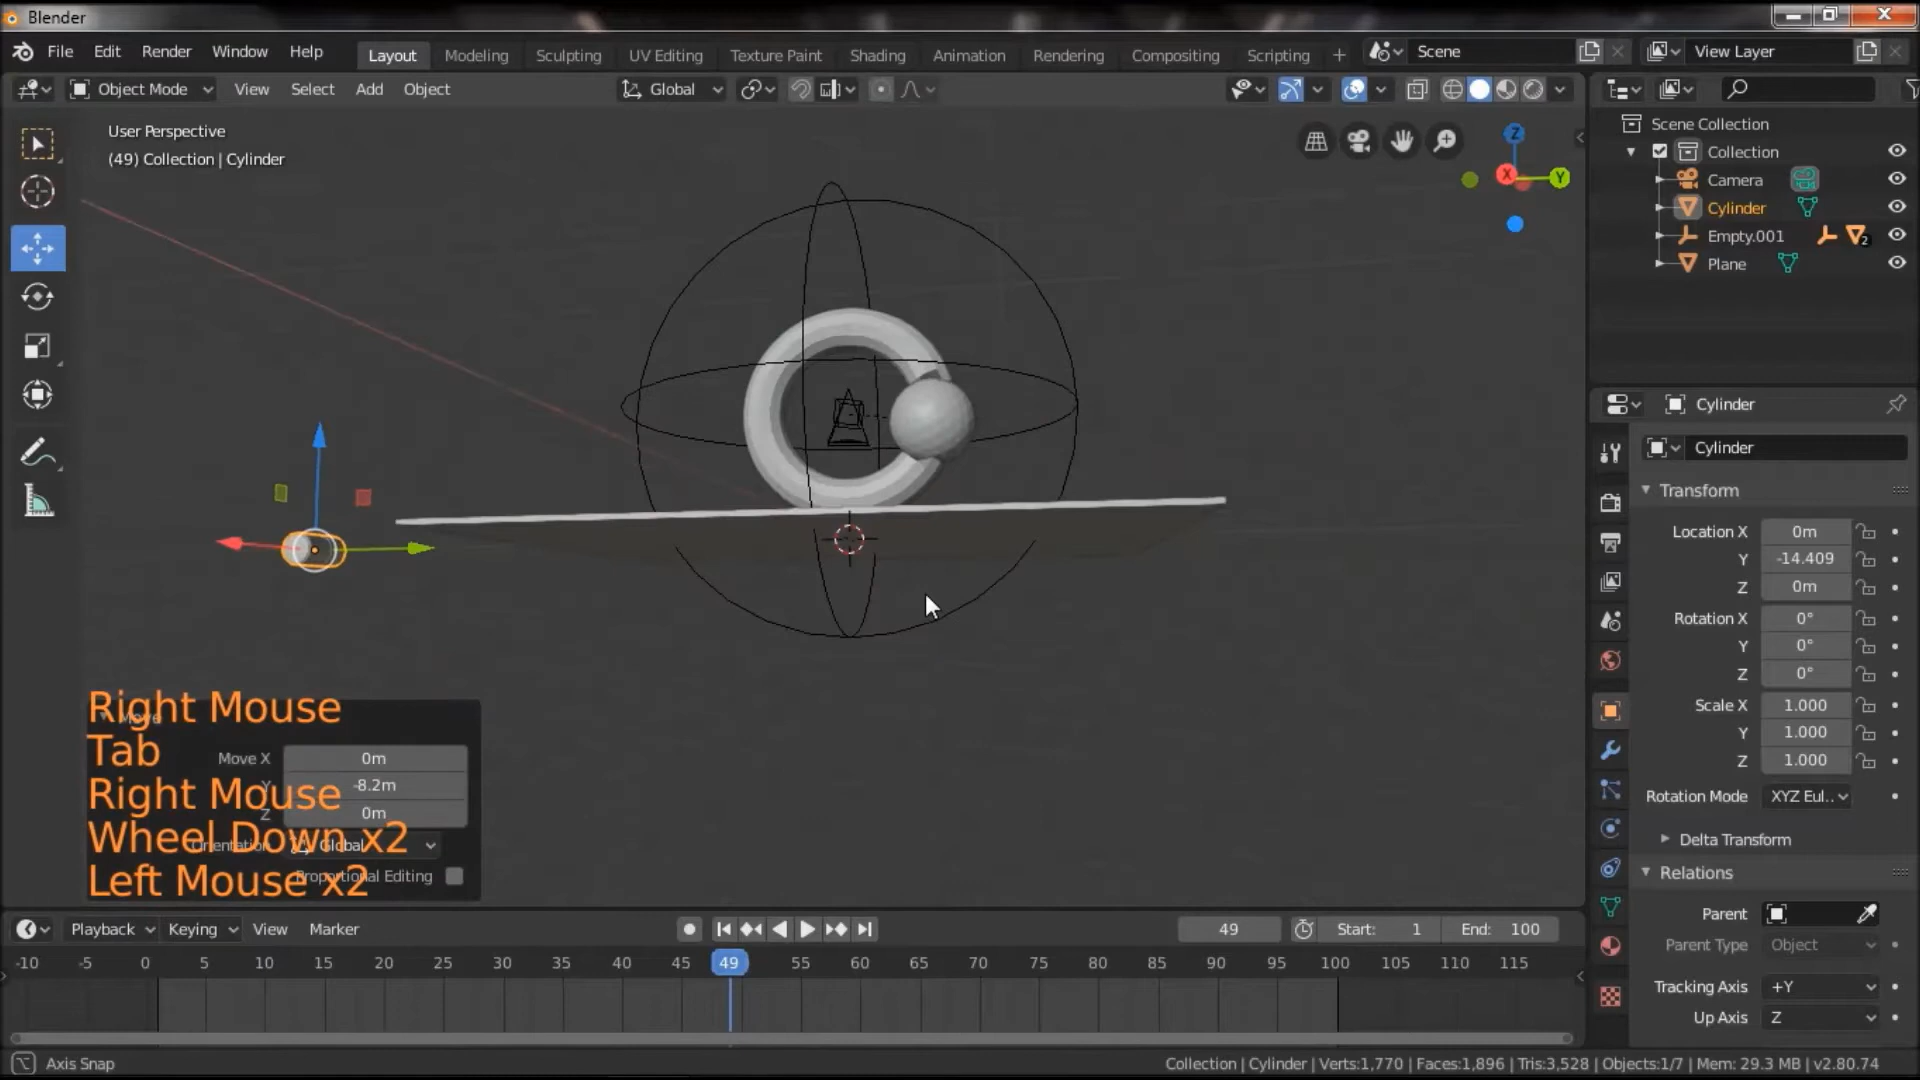 Blender
File Edit Render Window Help Layout Modeling Sculpting UV Editing Texture Paint Shading Animation Rendering Compositing Scripting + Scene View Layer
Object Mode View Select Add Object Global
User Perspective
(49) Collection | Cylinder
Z
X
Y
Scene Collection
Collection
Camera
Cylinder
Empty.001 2
Plane
Cylinder
Cylinder
Transform
Location X 0m
Y -14.409
Z 0m
Rotation X 0°
Y 0°
Z 0°
Scale X 1.000
Y 1.000
Z 1.000
Rotation Mode XYZ Eul..
Delta Transform
Relations
Parent
Parent Type Object
Tracking Axis +Y
Up Axis Z
Right Mouse
Tab
Right Mouse
Wheel Down x2
Left Mouse x2
Move
Move X 0m
Y -8.2m
Z 0m
Orientation Global
Proportional Editing
Playback Keying View Marker 49 Start: 1 End: 100
-10 -5 0 5 10 15 20 25 30 35 40 45 49 55 60 65 70 75 80 85 90 95 100 105 110 115
Axis Snap
Collection | Cylinder | Verts:1,770 | Faces:1,896 | Tris:3,528 | Objects:1/7 | Mem: 29.3 MB | v2.80.74